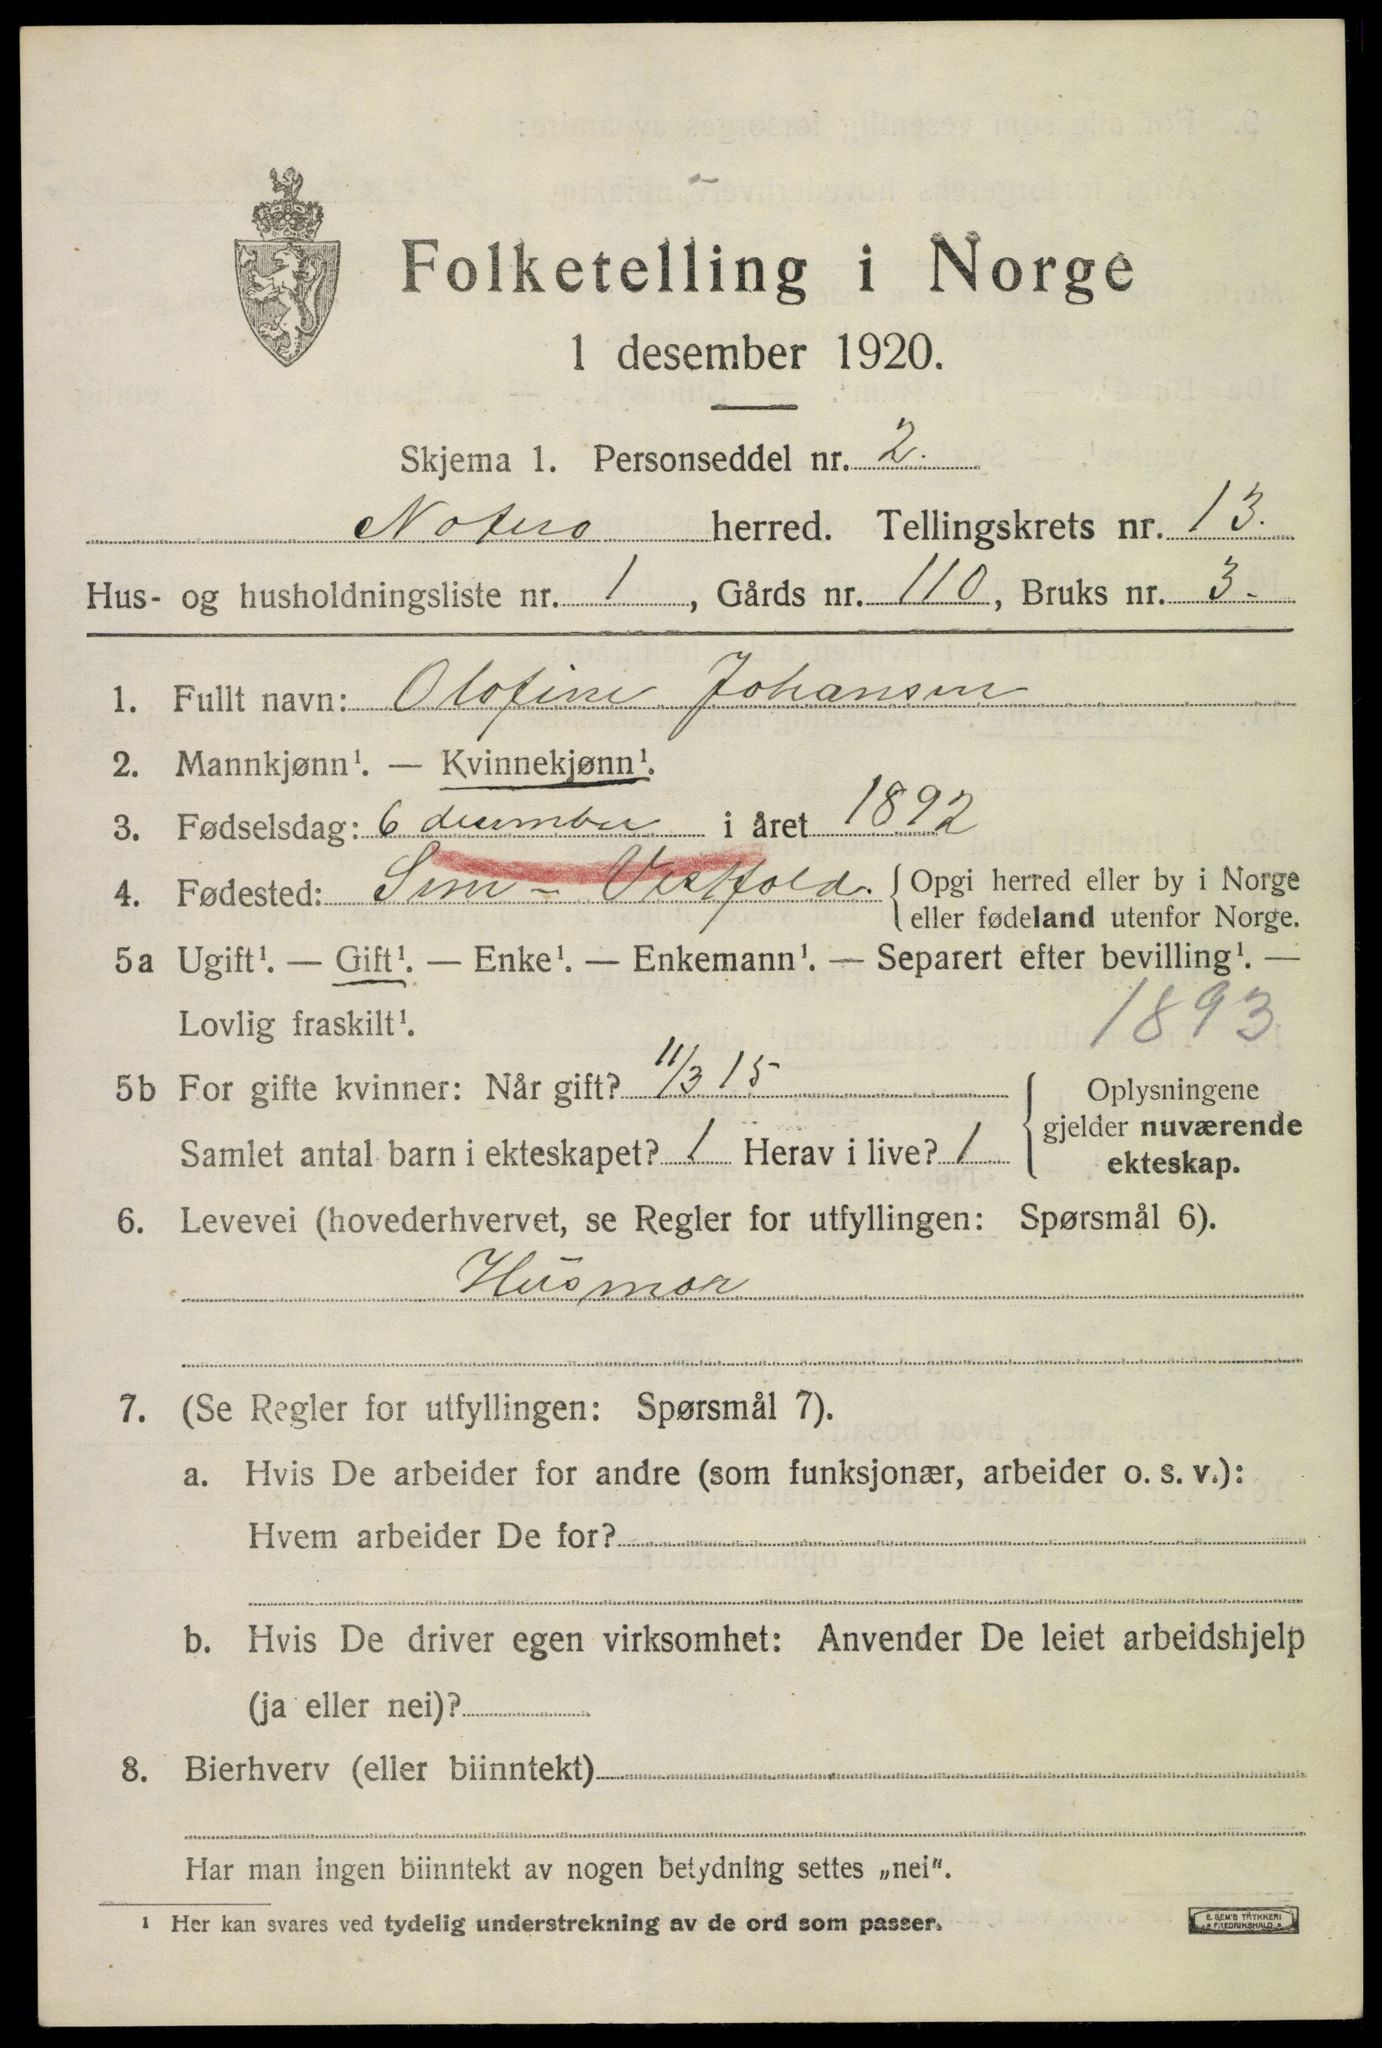 Folketelling i Norge
1 desember 1920.
Skjema 1. Personseddel nr. 2.
Notero herred. Tellingskrets nr. 13.
Hus- og husholdningsliste nr. 1, Gårds nr. 110, Bruks nr. 3.
1. Fullt navn: Olofine Johansen
2. Mannkjønn¹. — Kvinnekjønn¹.
3. Fødselsdag: 6 desember i året 1892
4. Fødested: Sem - Vestfold. Opgi herred eller by i Norge
eller fødeland utenfor Norge.
5a Ugift¹. — Gift¹. — Enke¹. — Enkemann¹. — Separert efter bevilling¹. —
Lovlig fraskilt¹. 1893
5b For gifte kvinner: Når gift? 11/3 15
Samlet antal barn i ekteskapet? 1 Herav i live? 1
Oplysningene
gjelder nuværende
ekteskap.
6. Levevei (hovederhvervet, se Regler for utfyllingen: Spørsmål 6).
Husmor
7. (Se Regler for utfyllingen: Spørsmål 7).
a. Hvis De arbeider for andre (som funksjonær, arbeider o. s. v.):
Hvem arbeider De for?
b. Hvis De driver egen virksomhet: Anvender De leiet arbeidshjelp
(ja eller nei)?
8. Bierhverv (eller biinntekt)
Har man ingen biinntekt av nogen betydning settes „nei".
¹ Her kan svares ved tydelig understrekning av de ord som passer.
E. SEM'S TRYKKERI
FREDRIKSHALD